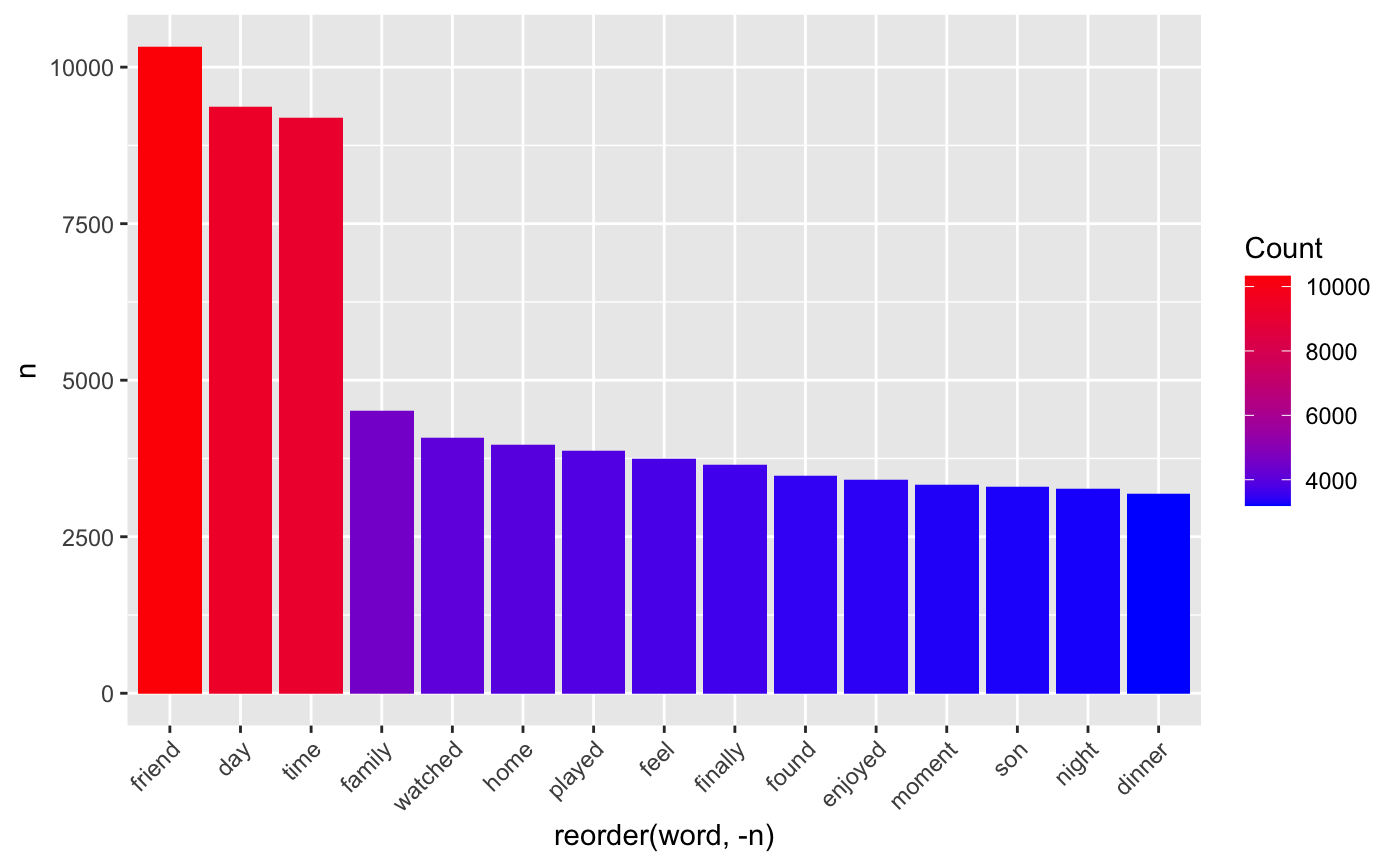 10000
7500
5000
2500
0
n
friend
day
time
family
watched
home
played
feel
finally
found
enjoyed
moment
son
night
dinner
reorder(word, -n)
Count
10000
8000
6000
4000